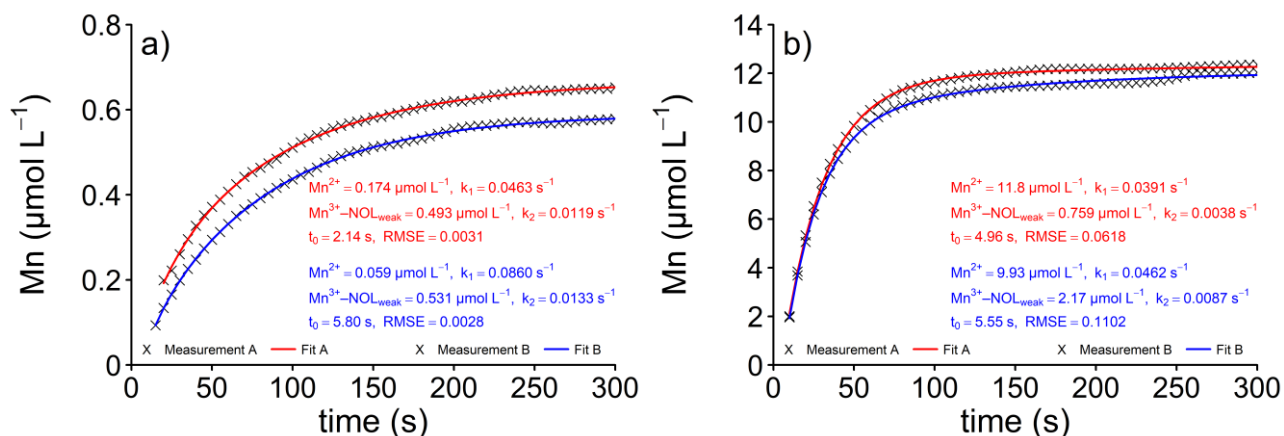 a)
Mn (µmol L⁻¹)
0.8
0.6
0.4
0.2
0
Mn²⁺ = 0.174 µmol L⁻¹, k₁ = 0.0463 s⁻¹
Mn³⁺–NOLweak = 0.493 µmol L⁻¹, k₂ = 0.0119 s⁻¹
t₀ = 2.14 s, RMSE = 0.0031
Mn²⁺ = 0.059 µmol L⁻¹, k₁ = 0.0860 s⁻¹
Mn³⁺–NOLweak = 0.531 µmol L⁻¹, k₂ = 0.0133 s⁻¹
t₀ = 5.80 s, RMSE = 0.0028
× Measurement A Fit A × Measurement B Fit B
0 50 100 150 200 250 300
time (s)
b)
Mn (µmol L⁻¹)
14
12
10
8
6
4
2
0
Mn²⁺ = 11.8 µmol L⁻¹, k₁ = 0.0391 s⁻¹
Mn³⁺–NOLweak = 0.759 µmol L⁻¹, k₂ = 0.0038 s⁻¹
t₀ = 4.96 s, RMSE = 0.0618
Mn²⁺ = 9.93 µmol L⁻¹, k₁ = 0.0462 s⁻¹
Mn³⁺–NOLweak = 2.17 µmol L⁻¹, k₂ = 0.0087 s⁻¹
t₀ = 5.55 s, RMSE = 0.1102
× Measurement A Fit A × Measurement B Fit B
0 50 100 150 200 250 300
time (s)